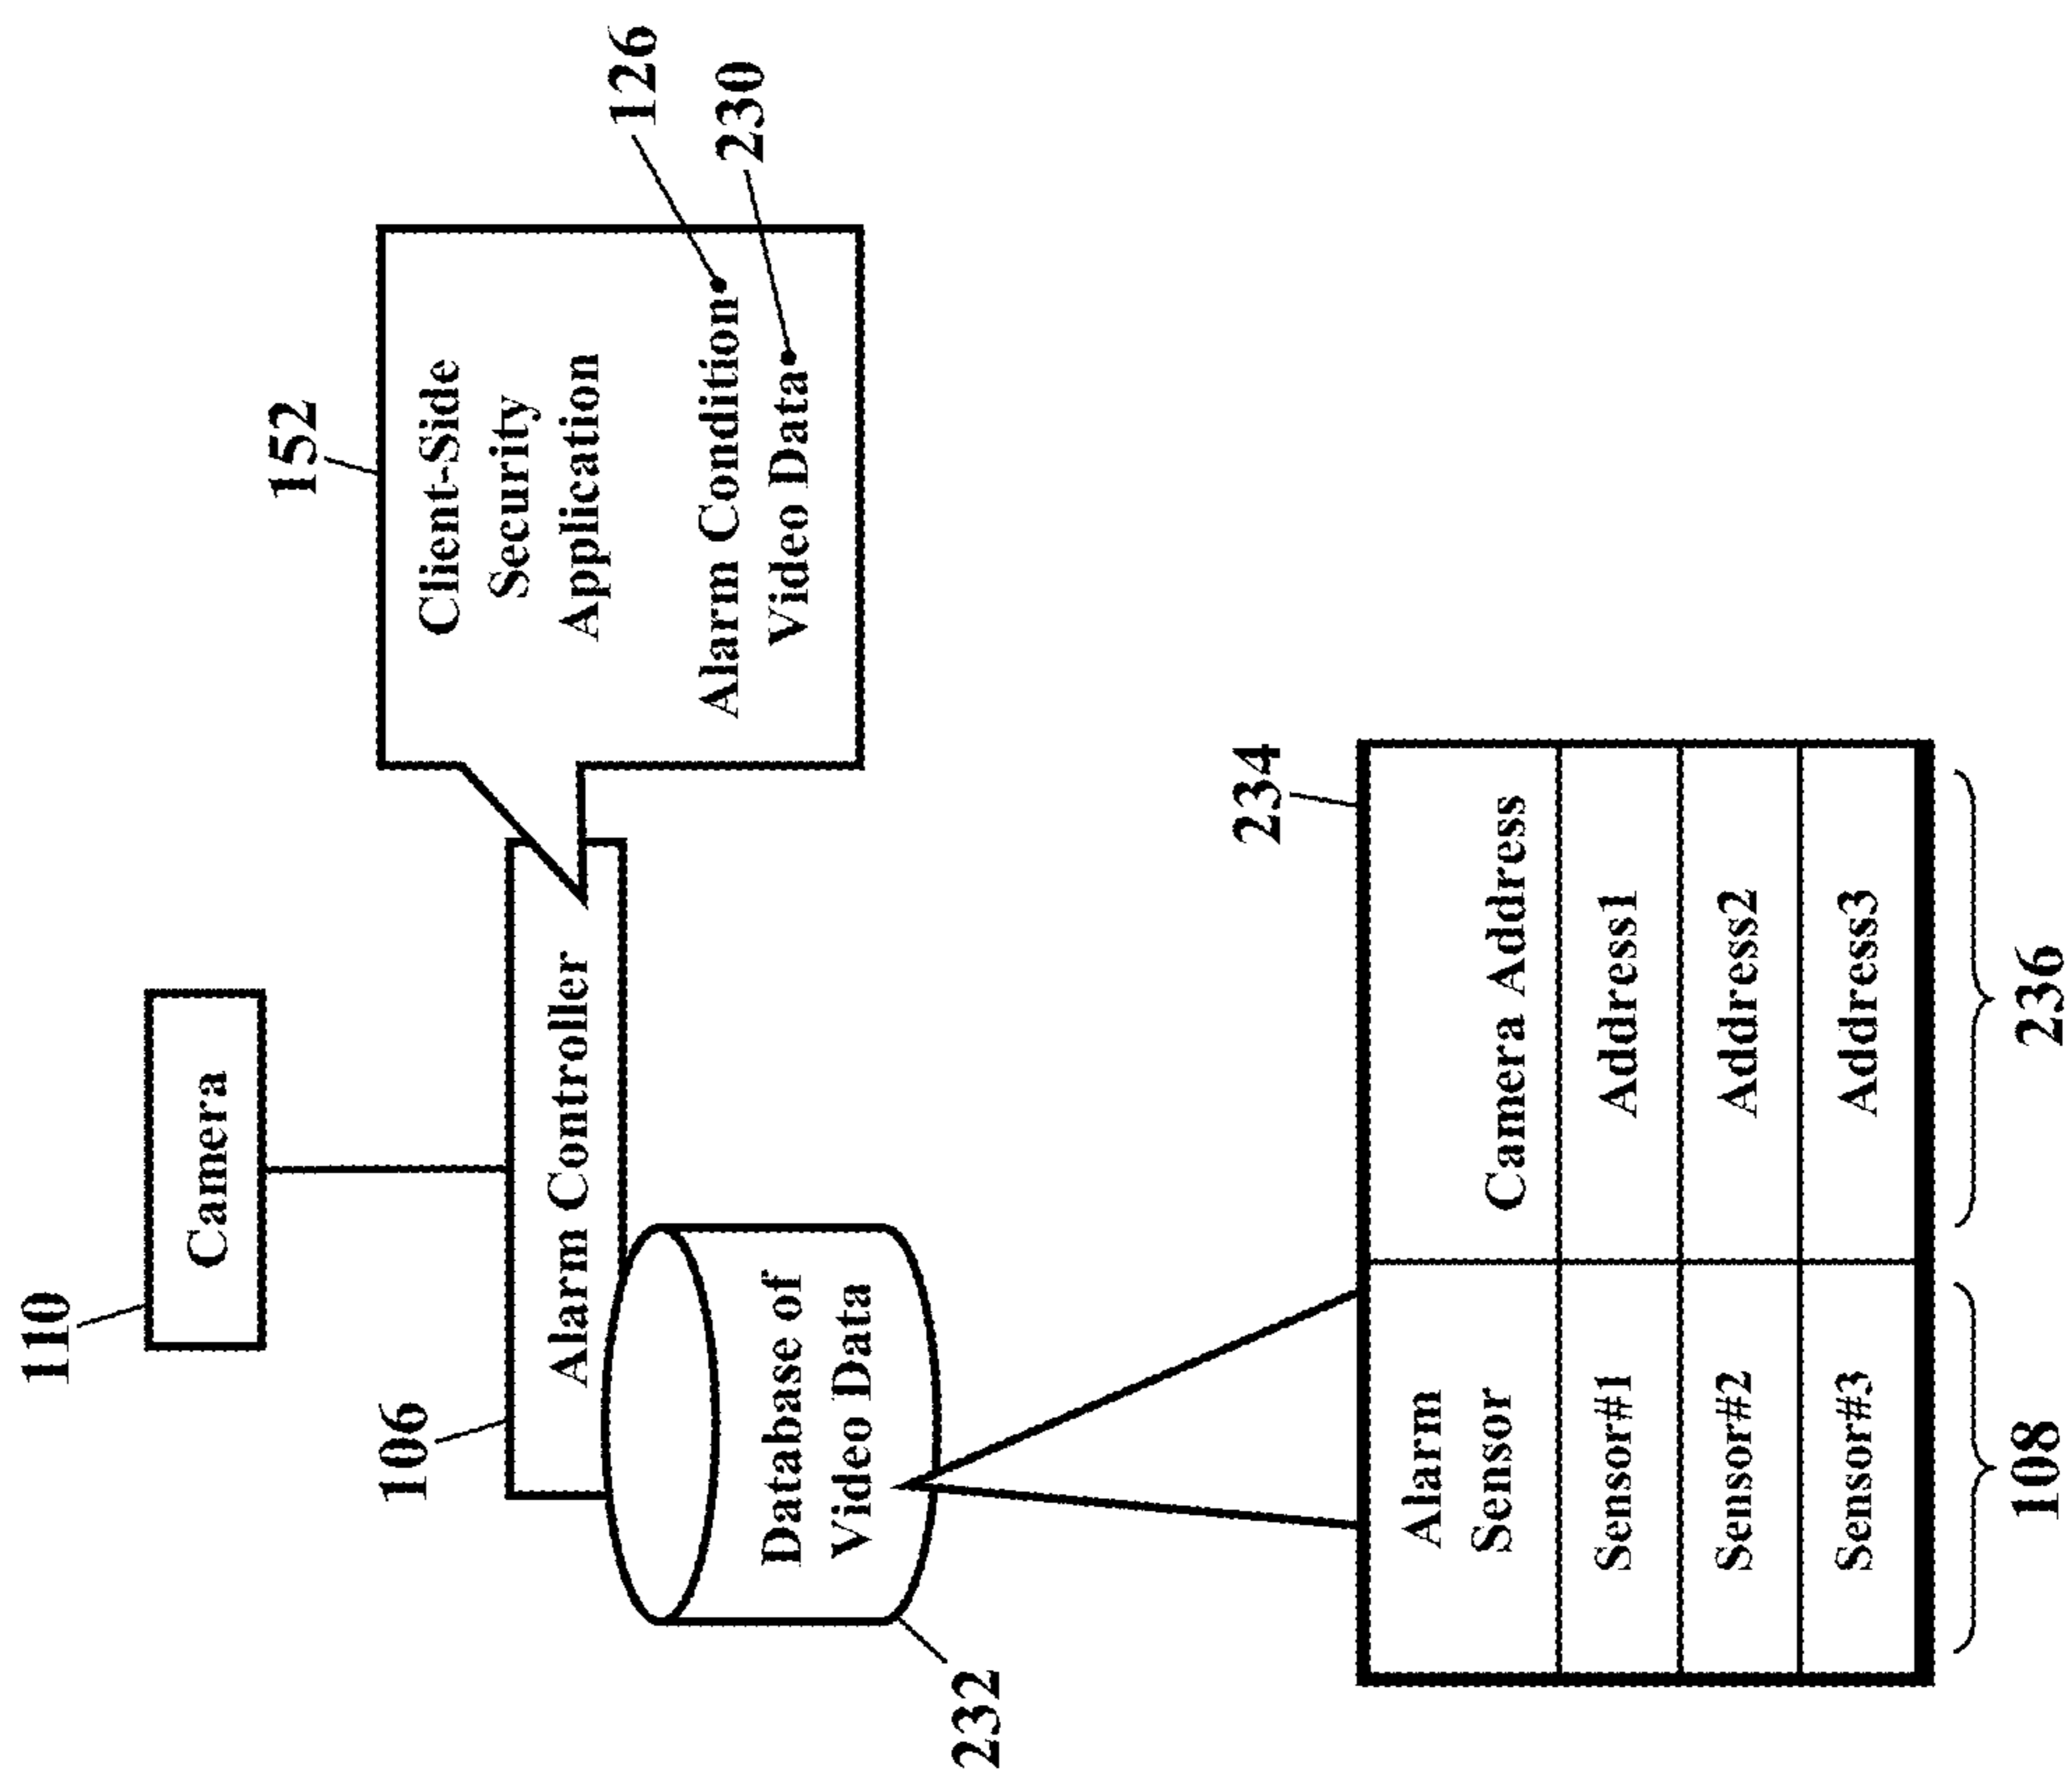 110
Camera
106
Alarm Controller
152
Client-Side
Security
Application
Alarm Condition
126
Video Data
230
Database of
Video Data
232
234
Alarm
Sensor
Camera Address
Sensor#1
Address1
Sensor#2
Address2
Sensor#3
Address3
108
236